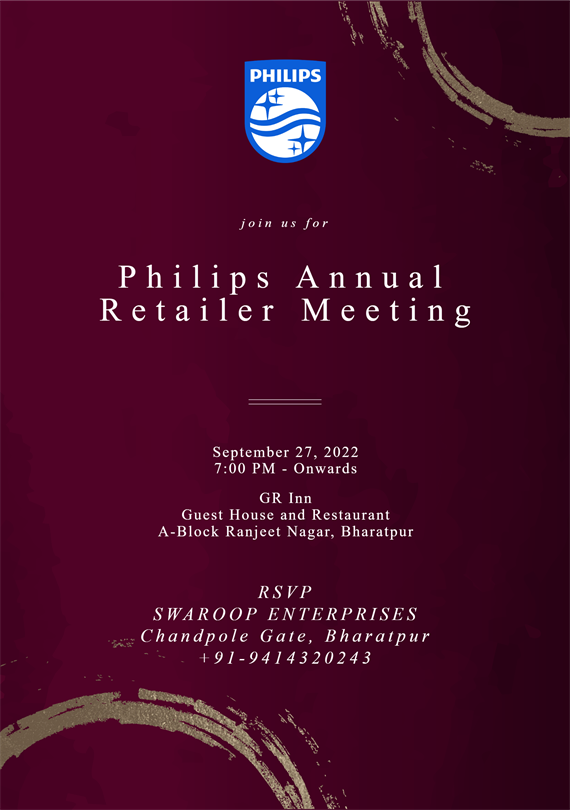 PHILIPS
join us for
Philips Annual
Retailer Meeting
September 27, 2022
7:00 PM - Onwards
GR Inn
Guest House and Restaurant
A-Block Ranjeet Nagar, Bharatpur
RSVP
SWAROOP ENTERPRISES
Chandpole Gate, Bharatpur
+91-9414320243